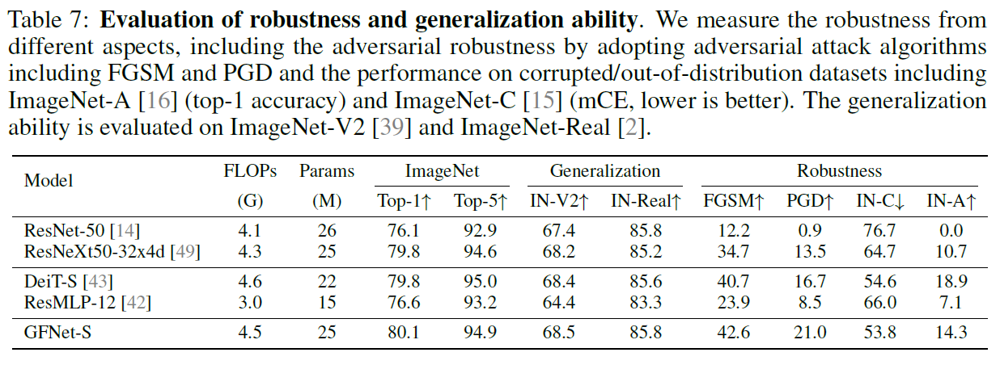 Table 7: Evaluation of robustness and generalization ability. We measure the robustness from
different aspects, including the adversarial robustness by adopting adversarial attack algorithms
including FGSM and PGD and the performance on corrupted/out-of-distribution datasets including
ImageNet-A [16] (top-1 accuracy) and ImageNet-C [15] (mCE, lower is better). The generalization
ability is evaluated on ImageNet-V2 [39] and ImageNet-Real [2].
Model FLOPs Params ImageNet Generalization Robustness
(G) (M) Top-1↑ Top-5↑ IN-V2↑ IN-Real↑ FGSM↑ PGD↑ IN-C↓ IN-A↑
ResNet-50 [14] 4.1 26 76.1 92.9 67.4 85.8 12.2 0.9 76.7 0.0
ResNeXt50-32x4d [49] 4.3 25 79.8 94.6 68.2 85.2 34.7 13.5 64.7 10.7
DeiT-S [43] 4.6 22 79.8 95.0 68.4 85.6 40.7 16.7 54.6 18.9
ResMLP-12 [42] 3.0 15 76.6 93.2 64.4 83.3 23.9 8.5 66.0 7.1
GFNet-S 4.5 25 80.1 94.9 68.5 85.8 42.6 21.0 53.8 14.3